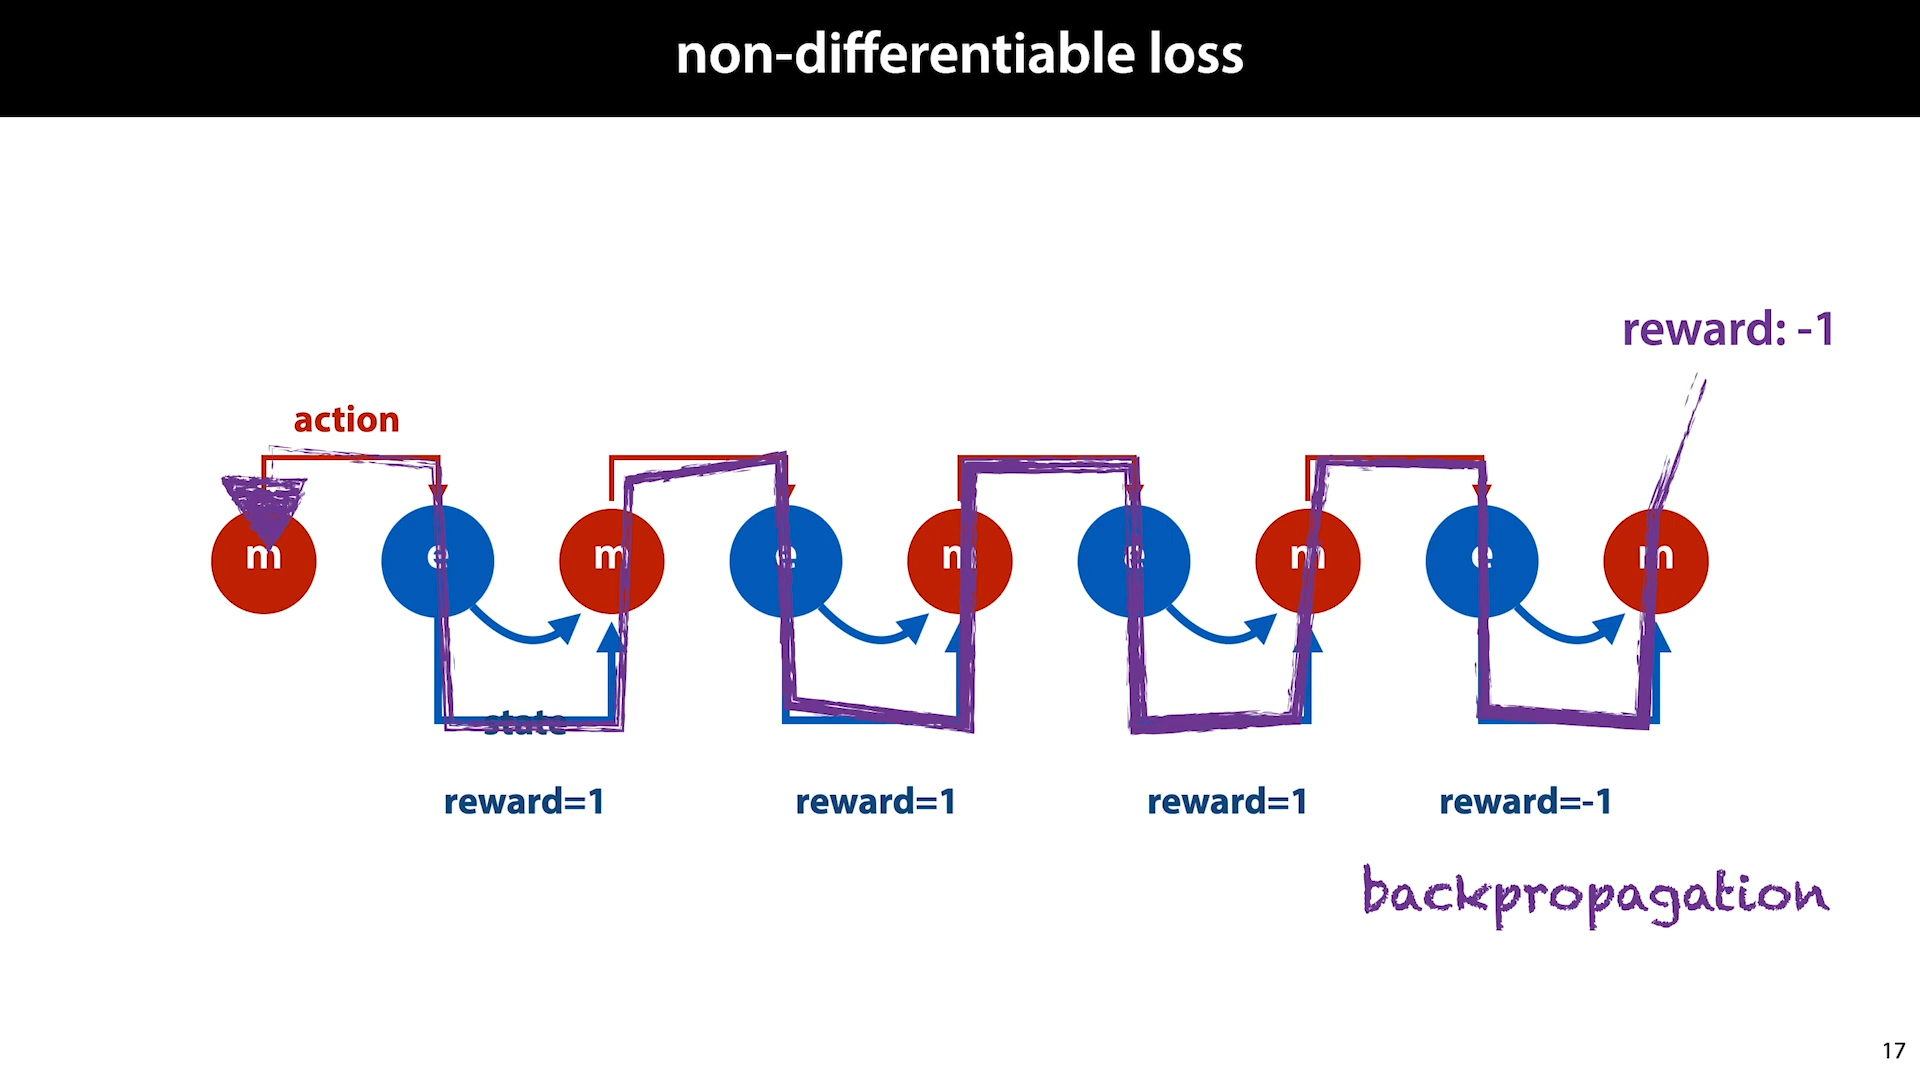 non-differentiable loss
reward: -1
action
m e m e m e m e m
state
reward=1 reward=1 reward=1 reward=-1
backpropagation
17